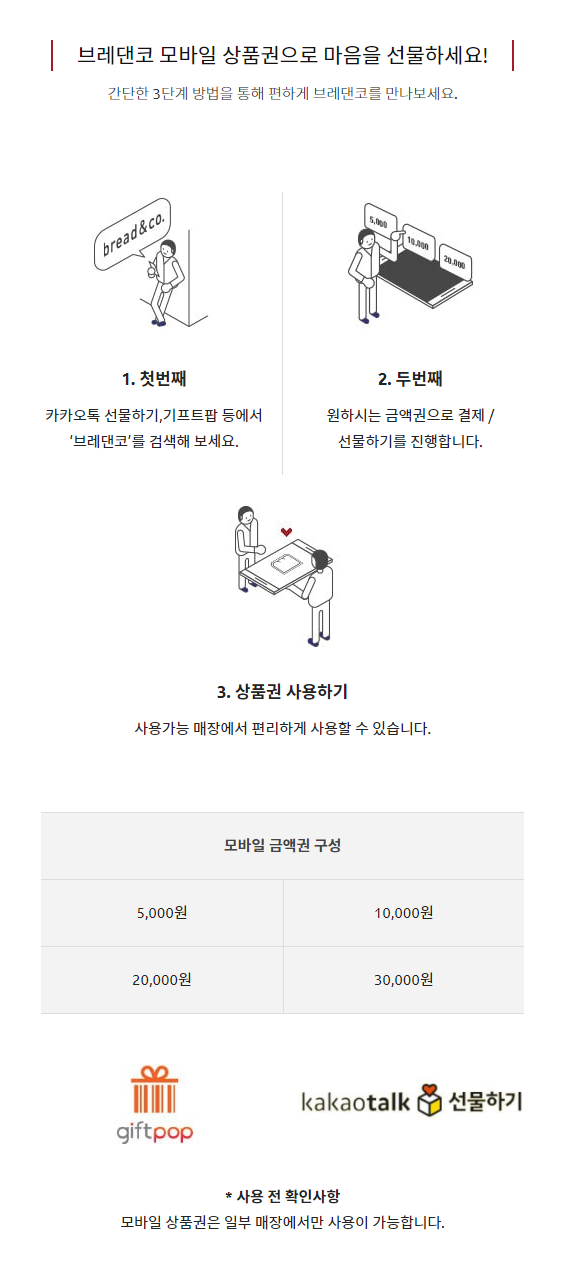 브레댄코 모바일 상품권으로 마음을 선물하세요!
간단한 3단계 방법을 통해 편하게 브레댄코를 만나보세요.
bread&co.
5,000
10,000
20,000
1. 첫번째
카카오톡 선물하기,기프트팝 등에서
‘브레댄코’를 검색해 보세요.
2. 두번째
원하시는 금액권으로 결제 /
선물하기를 진행합니다.
3. 상품권 사용하기
사용가능 매장에서 편리하게 사용할 수 있습니다.
모바일 금액권 구성
5,000원
10,000원
20,000원
30,000원
giftpop
kakaotalk 선물하기
* 사용 전 확인사항
모바일 상품권은 일부 매장에서만 사용이 가능합니다.